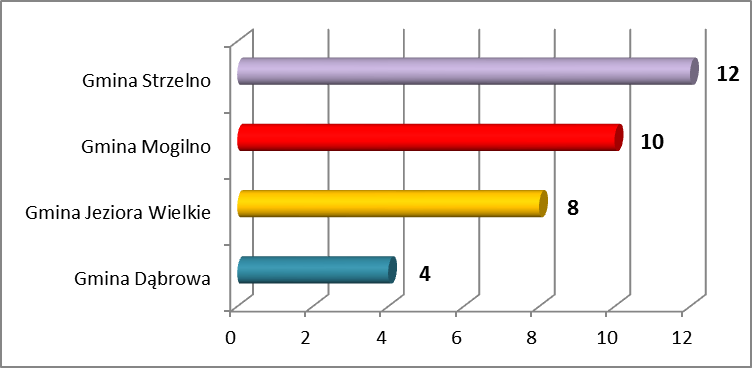 Gmina Strzelno 12
Gmina Mogilno 10
Gmina Jeziora Wielkie 8
Gmina Dąbrowa 4
0 2 4 6 8 10 12